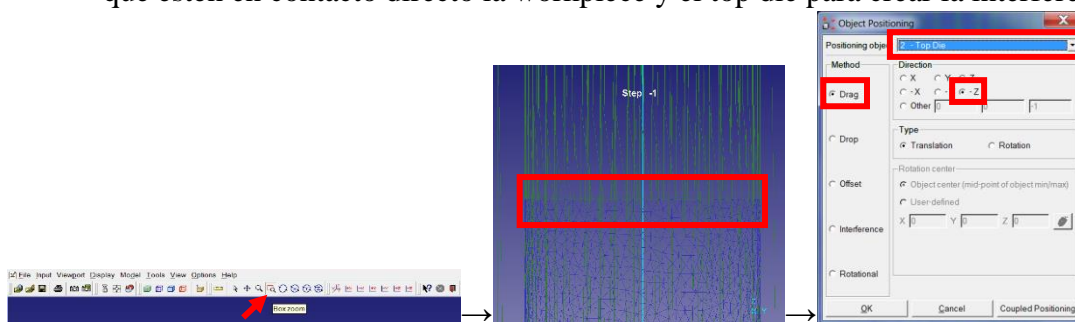 que estén en contacto directo la workpiece y el top die para crear la
File Input Viewport Display Model Tools View Options Help
Box zoom
→
Step -1
→
Object Positioning
Positioning obje
2 - Top Die
Method
Drag
Drop
Offset
Interference
Rotational
Direction
X Y Z
-X - -Z
Other 0 0 -1
Type
Translation Rotation
Rotation center
Object center (mid-point of object min/max)
User defined
X 0 Y 0 Z 0
OK Cancel Coupled Positioning